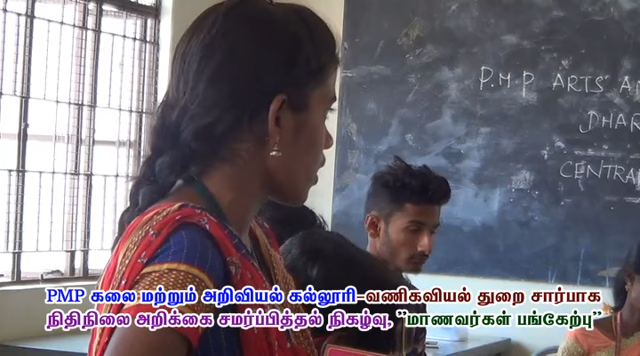 P.M.P ARTS
DHAR
CENTRA
PMP கலை மற்றும் அறிவியல் கல்லூரி-வணிகவியல் துறை சார்பாக
நிதிநிலை அறிக்கை சமர்ப்பித்தல் நிகழ்வு, "மாணவர்கள் பங்கேற்பு"